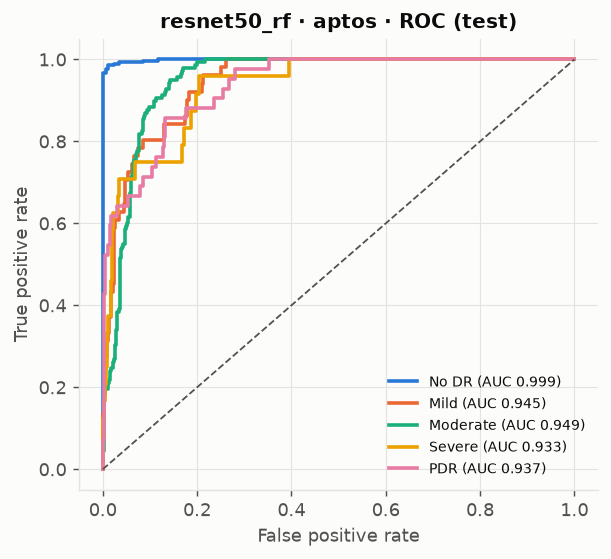 resnet50_rf · aptos · ROC (test)
True positive rate
1.0
0.8
0.6
0.4
0.2
0.0
No DR (AUC 0.999)
Mild (AUC 0.945)
Moderate (AUC 0.949)
Severe (AUC 0.933)
PDR (AUC 0.937)
0.0 0.2 0.4 0.6 0.8 1.0
False positive rate